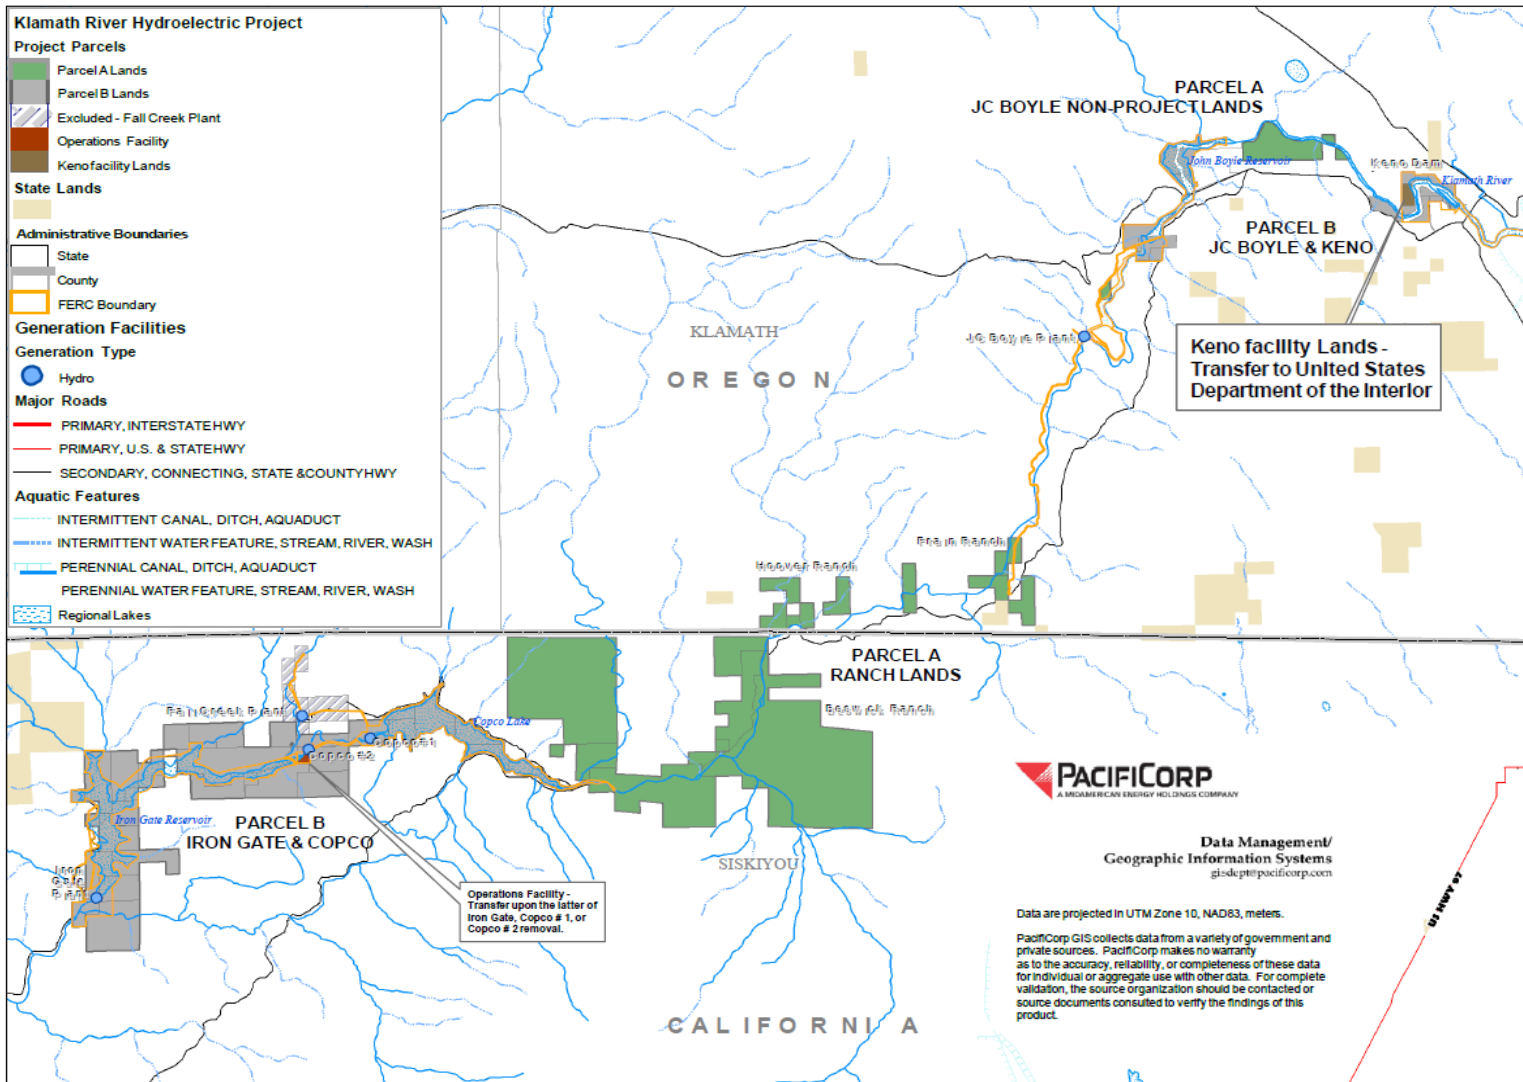 Klamath River Hydroelectric Project
Project Parcels
Parcel A Lands
Parcel B Lands
Excluded - Fall Creek Plant
Operations Facility
Keno facility Lands
State Lands
Administrative Boundaries
State
County
FERC Boundary
Generation Facilities
Generation Type
Hydro
Major Roads
PRIMARY, INTERSTATE HWY
PRIMARY, U.S. & STATE HWY
SECONDARY, CONNECTING, STATE & COUNTY HWY
Aquatic Features
INTERMITTENT CANAL, DITCH, AQUADUCT
INTERMITTENT WATER FEATURE, STREAM, RIVER, WASH
PERENNIAL CANAL, DITCH, AQUADUCT
PERENNIAL WATER FEATURE, STREAM, RIVER, WASH
Regional Lakes
PARCEL A
JC BOYLE NON-PROJECT LANDS
John Boyle Reservoir
Keno Dam
Klamath River
PARCEL B
JC BOYLE & KENO
KLAMATH
OREGON
JC Boyle Plant
Keno facility Lands -
Transfer to United States
Department of the Interior
Frain Ranch
Hoover Ranch
PARCEL A
RANCH LANDS
Beswick Ranch
Fall Creek Plant
Copco Lake
Copco #1
Copco #2
Iron Gate Reservoir
PARCEL B
IRON GATE & COPCO
Iron
Gate
Plant
SISKIYOU
Operations Facility -
Transfer upon the latter of
Iron Gate, Copco # 1, or
Copco # 2 removal.
CALIFORNIA
PACIFICORP
A MIDAMERICAN ENERGY HOLDINGS COMPANY
Data Management/
Geographic Information Systems
gisdept@pacificorp.com
US HWY 97
Data are projected in UTM Zone 10, NAD83, meters.
PacifiCorp GIS collects data from a variety of government and
private sources. PacifiCorp makes no warranty
as to the accuracy, reliability, or completeness of these data
for individual or aggregate use with other data. For complete
validation, the source organization should be contacted or
source documents consulted to verify the findings of this
product.